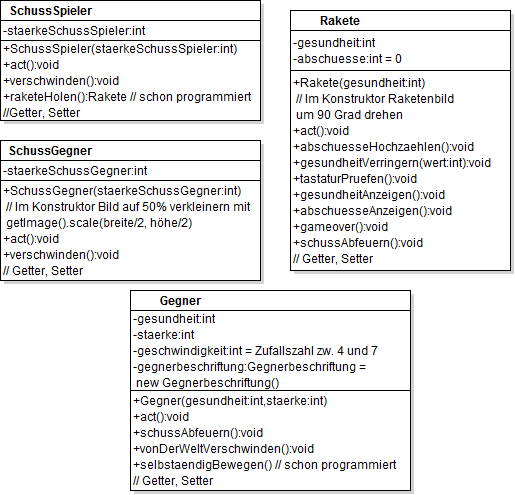 SchussSpieler
-staerkeSchussSpieler:int
+SchussSpieler(staerkeSchussSpieler:int)
+act():void
+verschwinden():void
+raketeHolen():Rakete // schon programmiert
//Getter, Setter
SchussGegner
-staerkeSchussGegner:int
+SchussGegner(staerkeSchussGegner:int)
// Im Konstruktor Bild auf 50% verkleinern mit
getImage().scale(breite/2, höhe/2)
+act():void
+verschwinden():void
// Getter, Setter
Rakete
-gesundheit:int
-abschuesse:int = 0
+Rakete(gesundheit:int)
// Im Konstruktor Raketenbild
um 90 Grad drehen
+act():void
+abschuesseHochzaehlen():void
+gesundheitVerringern(wert:int):void
+tastaturPruefen():void
+gesundheitAnzeigen():void
+abschuesseAnzeigen():void
+gameover():void
+schussAbfeuern():void
// Getter, Setter
Gegner
-gesundheit:int
-staerke:int
-geschwindigkeit:int = Zufallszahl zw. 4 und 7
-gegnerbeschriftung:Gegnerbeschriftung =
new Gegnerbeschriftung()
+Gegner(gesundheit:int,staerke:int)
+act():void
+schussAbfeuern():void
+vonDerWeltVerschwinden():void
+selbstaendigBewegen() // schon programmiert
// Getter, Setter